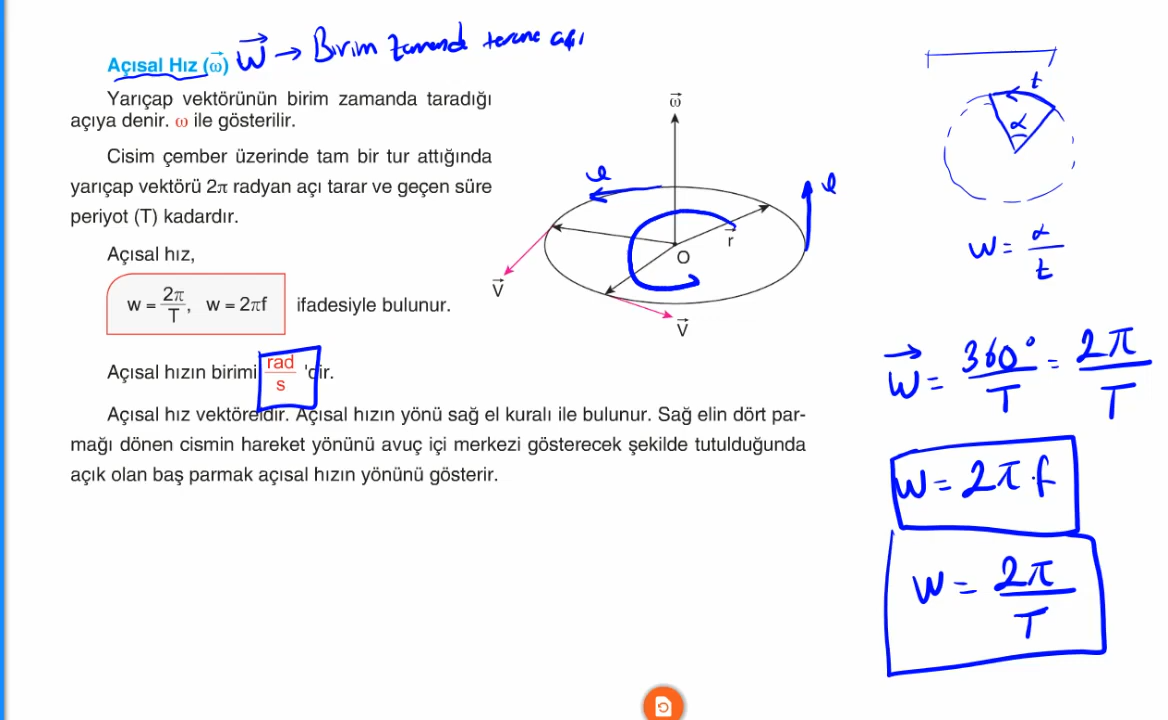 Açısal Hız (ω⃗) w⃗ → Birim zamanda taranan açı
Yarıçap vektörünün birim zamanda taradığı
açıya denir. ω ile gösterilir.
Cisim çember üzerinde tam bir tur attığında
yarıçap vektörü 2π radyan açı tarar ve geçen süre
periyot (T) kadardır.
Açısal hız,
w = 2π/T, w = 2πf ifadesiyle bulunur.
Açısal hızın birimi rad/s 'dir.
Açısal hız vektöreldir. Açısal hızın yönü sağ el kuralı ile bulunur. Sağ elin dört par-
mağı dönen cismin hareket yönünü avuç içi merkezi gösterecek şekilde tutulduğunda
açık olan baş parmak açısal hızın yönünü gösterir.
ω⃗
r⃗
O
V⃗
V⃗
t
α
w = α/t
w⃗ = 360°/T = 2π/T
w = 2π·f
w = 2π/T